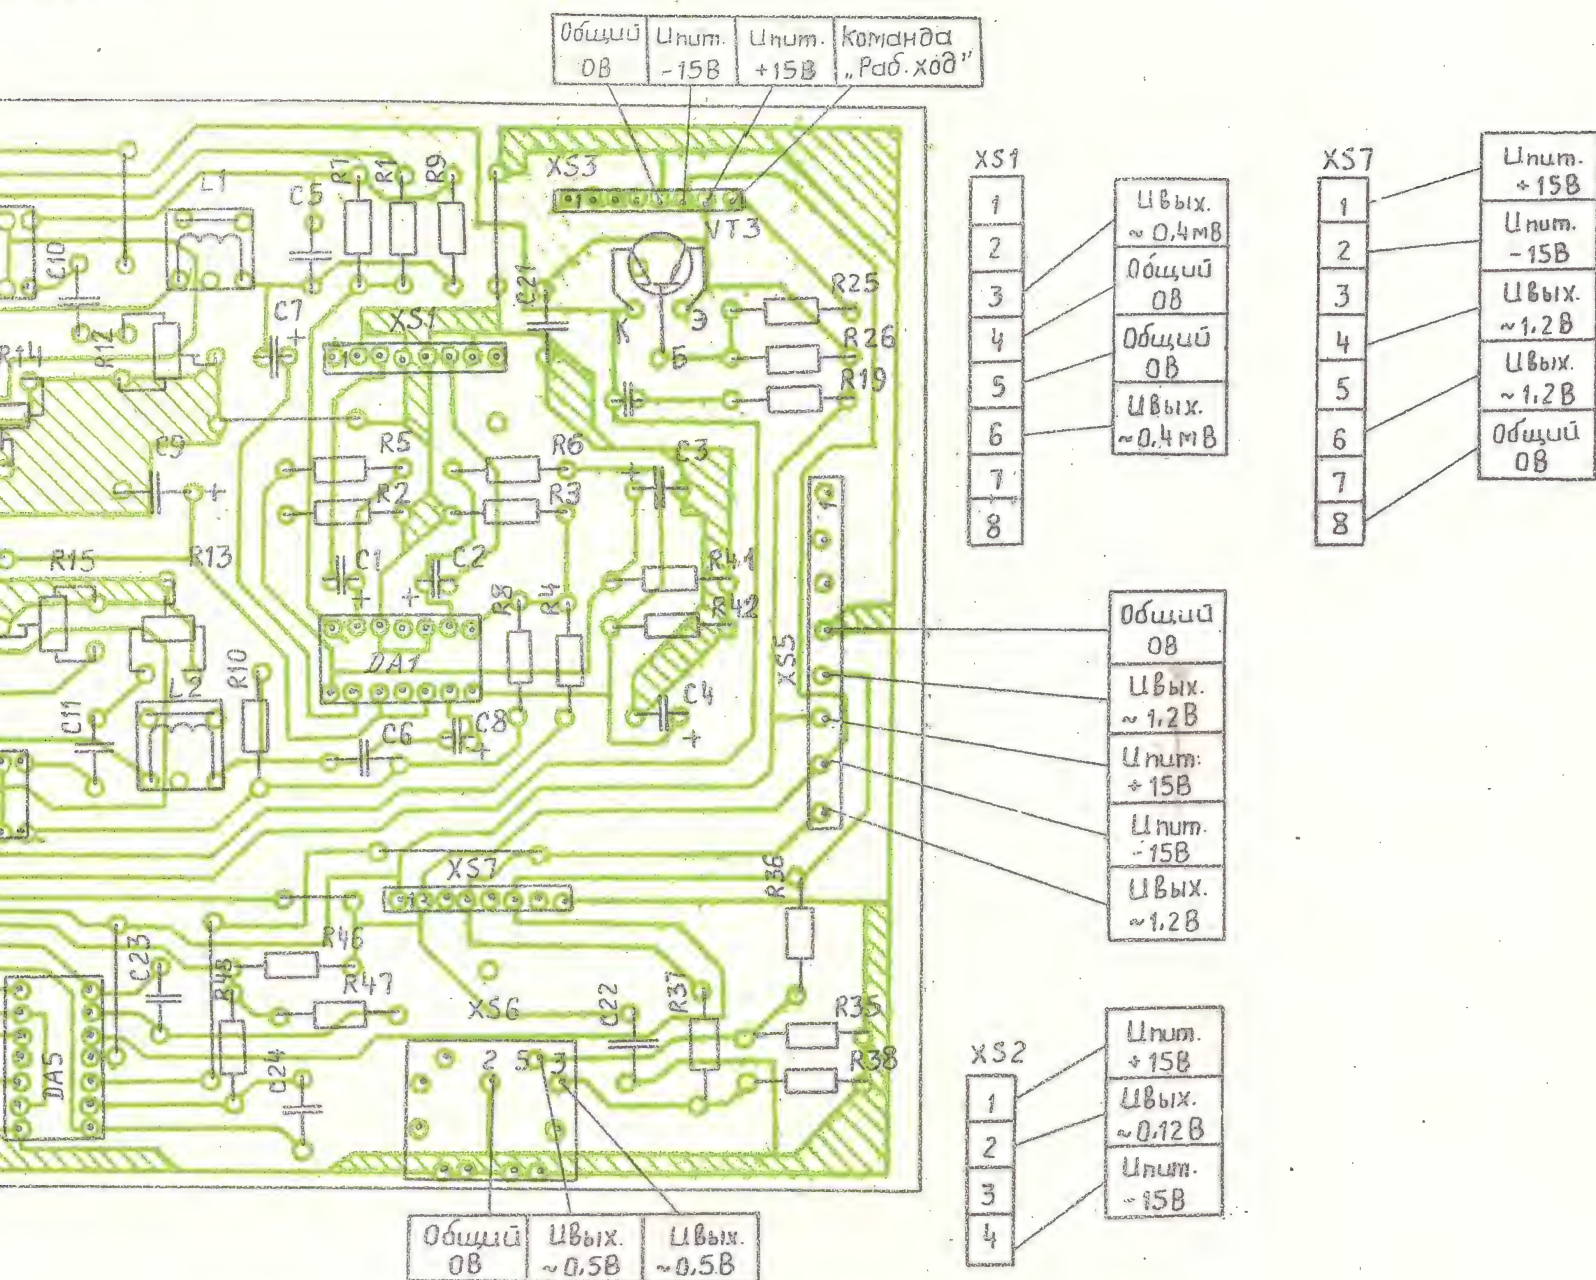 Общий
0В
Uпит.
-15В
Uпит.
+15В
Команда
„Раб.ход"
XS3
1
VT3
L1
C5
R7
R1
R9
C10
R14
R12
C7
+
XS1
1
C21
К
Э
Б
R25
R26
R19
C9
+
R5
R6
C3
+
R2
R3
R15
R13
C1
+
C2
+
R8
R4
R41
R42
DA1
XS5
1
L2
R10
C11
C6
C8
+
C4
+
XS7
12
R36
R46
R47
C23
R48
C24
DA5
XS6
C22
R37
R35
R38
2
5
3
Общий
0В
Uвых.
~0,5В
Uвых.
~0,5В
XS1
1
2
3
4
5
6
7
8
Uвых.
~0,4мВ
Общий
0В
Общий
0В
Uвых.
~0,4мВ
XS7
1
2
3
4
5
6
7
8
Uпит.
+15В
Uпит.
-15В
Uвых.
~1,2В
Uвых.
~1,2В
Общий
0В
Общий
0В
Uвых.
~1,2В
Uпит.
+15В
Uпит.
-15В
Uвых.
~1,2В
XS2
1
2
3
4
Uпит.
+15В
Uвых.
~0,12В
Uпит.
-15В